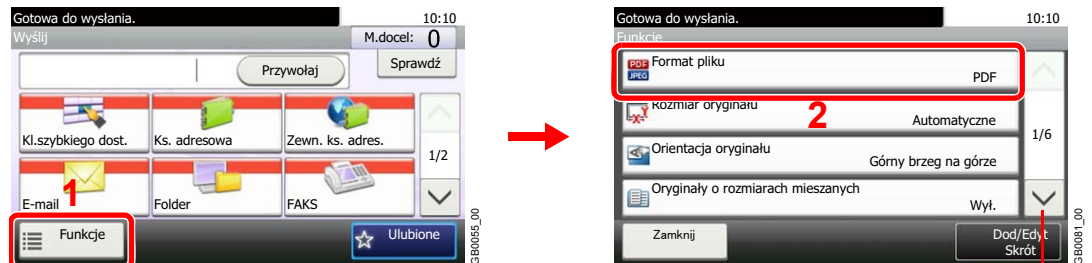 Gotowa do wysłania.
10:10
Wyślij
M.docel: 0
Przywołaj
Sprawdź
Kl.szybkiego dost.
Ks. adresowa
Zewn. ks. adres.
1/2
1
E-mail
Folder
FAKS
Funkcje
Ulubione
GB0055_00
Gotowa do wysłania.
10:10
Funkcje
PDF
JPEG
Format pliku
PDF
Rozmiar oryginału
2
Automatyczne
1/6
Orientacja oryginału
Górny brzeg na górze
Oryginały o rozmiarach mieszanych
Wył.
Zamknij
Dod/Edyt
Skrót
GB0081_00